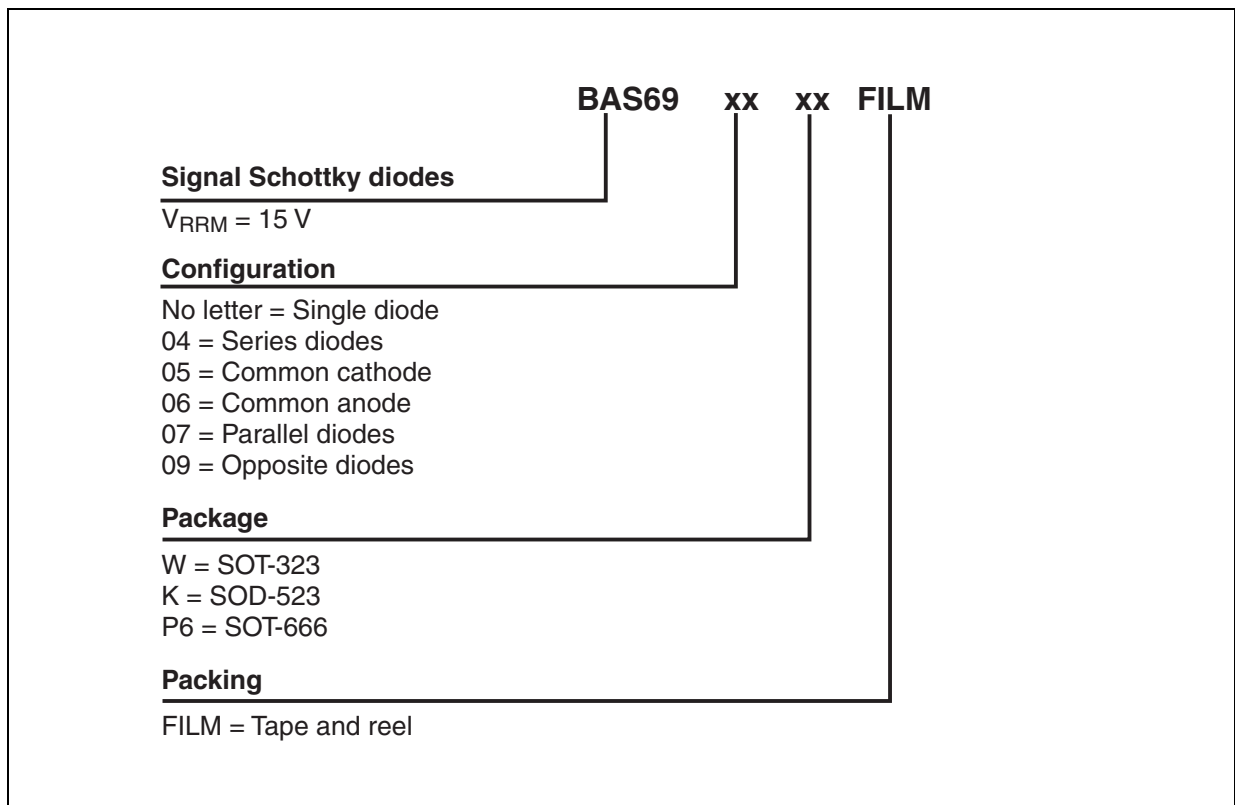 BAS69 xx xx FILM
Signal Schottky diodes
VRRM = 15 V
Configuration
No letter = Single diode
04 = Series diodes
05 = Common cathode
06 = Common anode
07 = Parallel diodes
09 = Opposite diodes
Package
W = SOT-323
K = SOD-523
P6 = SOT-666
Packing
FILM = Tape and reel